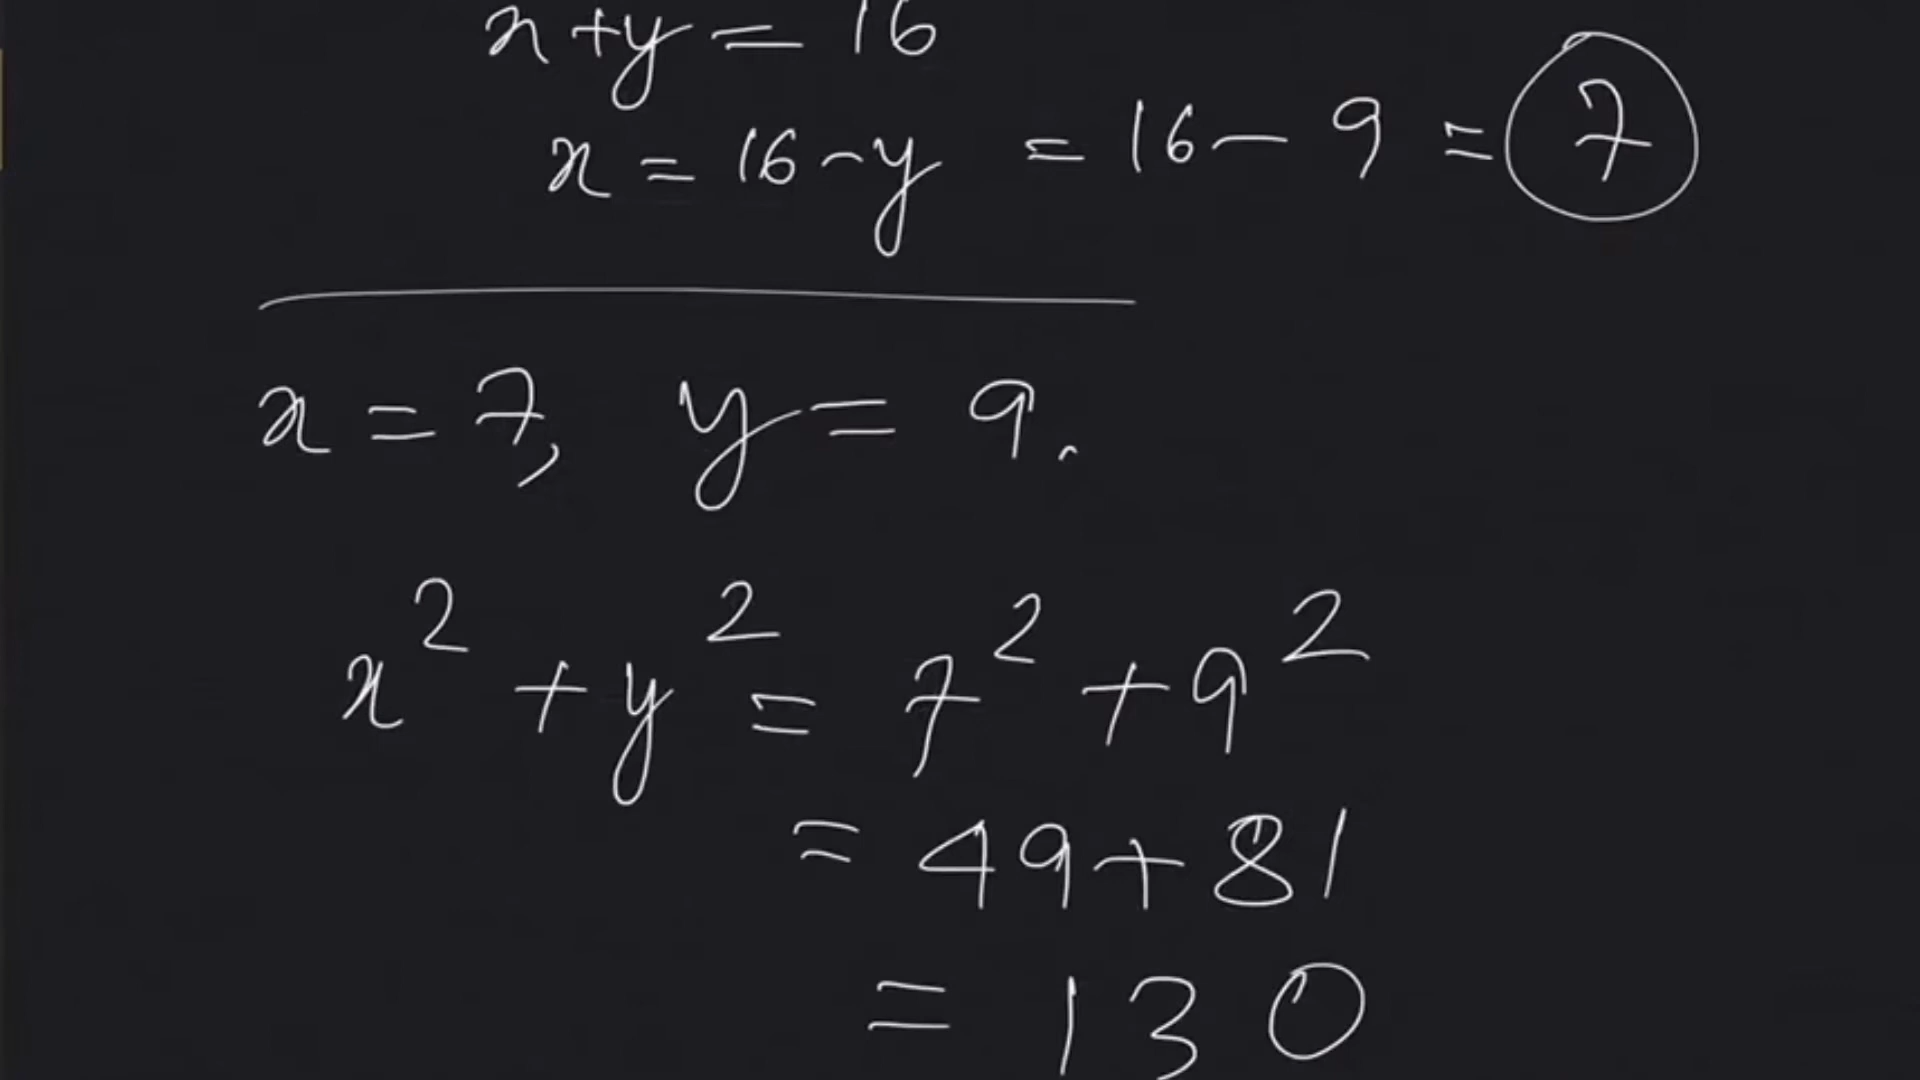 x+y = 16
x = 16-y = 16 - 9 = 7
x = 7, y = 9.
x² + y² = 7² + 9²
= 49+81
= 130